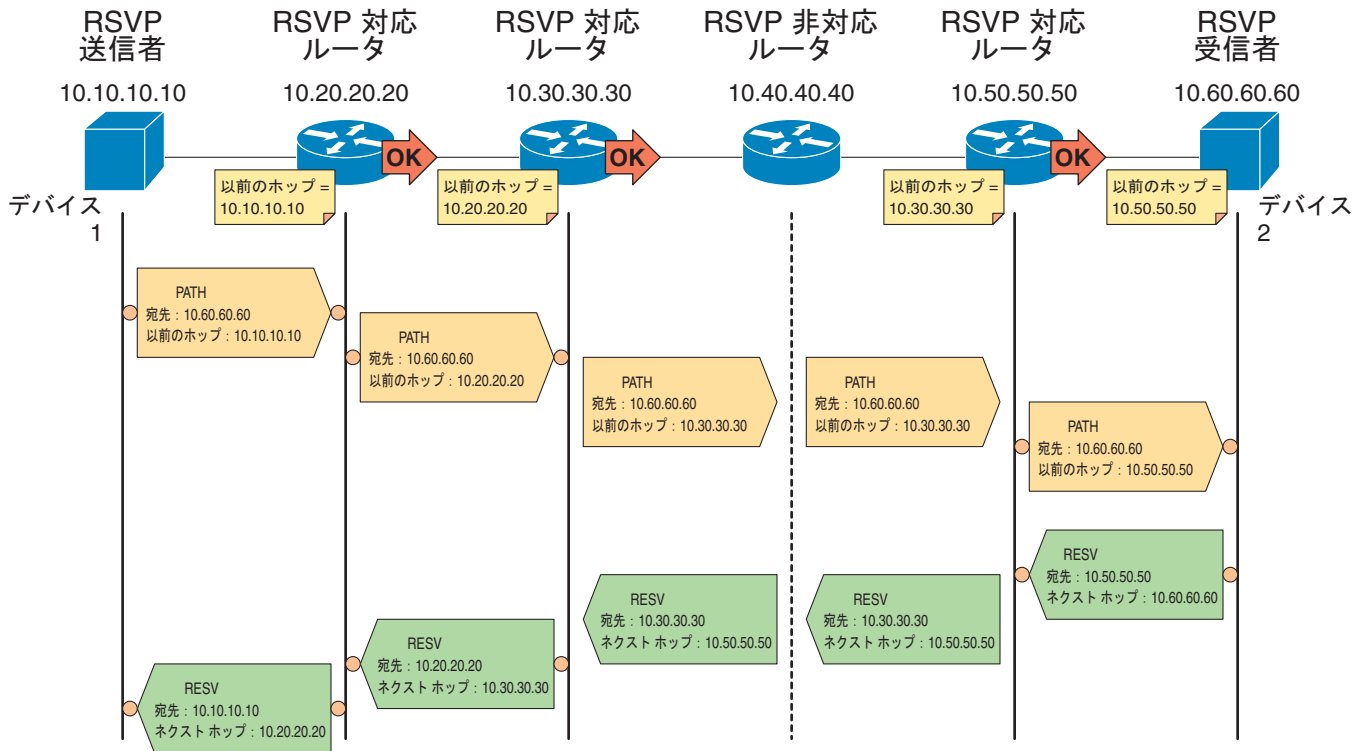 RSVP
送信者
RSVP 対応
ルータ
RSVP 対応
ルータ
RSVP 非対応
ルータ
RSVP 対応
ルータ
RSVP
受信者
10.10.10.10
10.20.20.20
10.30.30.30
10.40.40.40
10.50.50.50
10.60.60.60
OK
OK
OK
以前のホップ =
10.10.10.10
以前のホップ =
10.20.20.20
以前のホップ =
10.30.30.30
以前のホップ =
10.50.50.50
デバイス
1
デバイス
2
PATH
宛先：10.60.60.60
以前のホップ：10.10.10.10
PATH
宛先：10.60.60.60
以前のホップ：10.20.20.20
PATH
宛先：10.60.60.60
以前のホップ：10.30.30.30
PATH
宛先：10.60.60.60
以前のホップ：10.30.30.30
PATH
宛先：10.60.60.60
以前のホップ：10.50.50.50
RESV
宛先：10.50.50.50
ネクスト ホップ：10.60.60.60
RESV
宛先：10.30.30.30
ネクスト ホップ：10.50.50.50
RESV
宛先：10.30.30.30
ネクスト ホップ：10.50.50.50
RESV
宛先：10.20.20.20
ネクスト ホップ：10.30.30.30
RESV
宛先：10.10.10.10
ネクスト ホップ：10.20.20.20